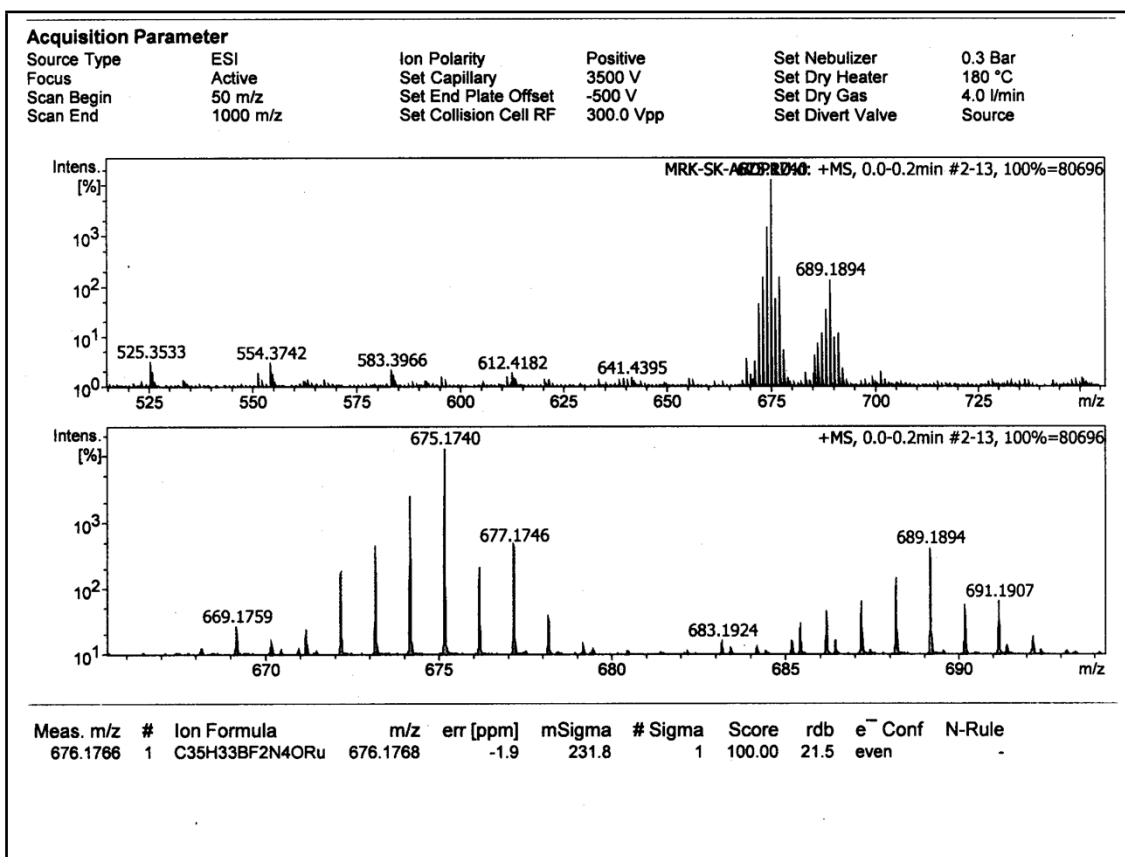 Acquisition Parameter
Source Type ESI Ion Polarity Positive Set Nebulizer 0.3 Bar
Focus Active Set Capillary 3500 V Set Dry Heater 180 °C
Scan Begin 50 m/z Set End Plate Offset -500 V Set Dry Gas 4.0 l/min
Scan End 1000 m/z Set Collision Cell RF 300.0 Vpp Set Divert Valve Source
Intens.
[%]
+MS, 0.0-0.2min #2-13, 100%=80696
10³
10²
10¹
10⁰
525.3533
554.3742
583.3966
612.4182
641.4395
689.1894
525 550 575 600 625 650 675 700 725 m/z
Intens.
[%]
+MS, 0.0-0.2min #2-13, 100%=80696
10³
10²
10¹
669.1759
675.1740
677.1746
683.1924
689.1894
691.1907
670 675 680 685 690 m/z
Meas. m/z # Ion Formula m/z err [ppm] mSigma # Sigma Score rdb e⁻ Conf N-Rule
676.1766 1 C35H33BF2N4ORu 676.1768 -1.9 231.8 1 100.00 21.5 even -